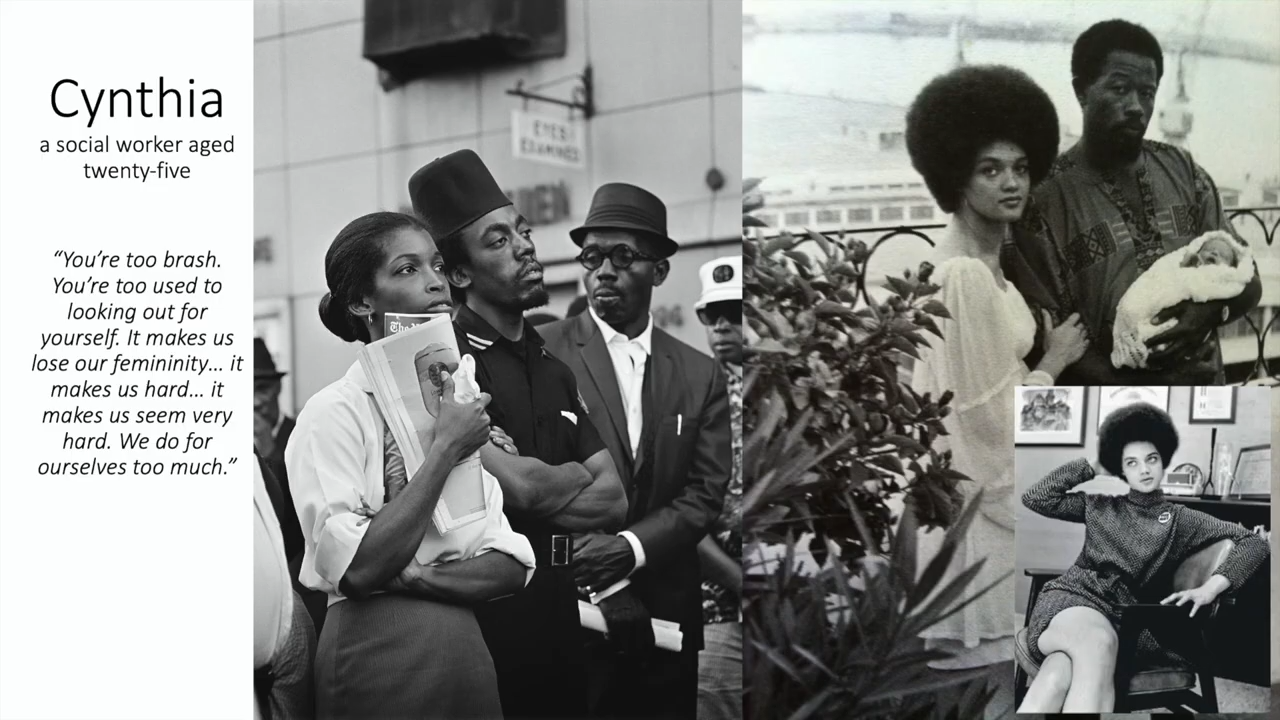 Cynthia
a social worker aged
twenty-five
“You’re too brash.
You’re too used to
looking out for
yourself. It makes us
lose our femininity... it
makes us hard... it
makes us seem very
hard. We do for
ourselves too much.”
EYES
EXAMINED
The